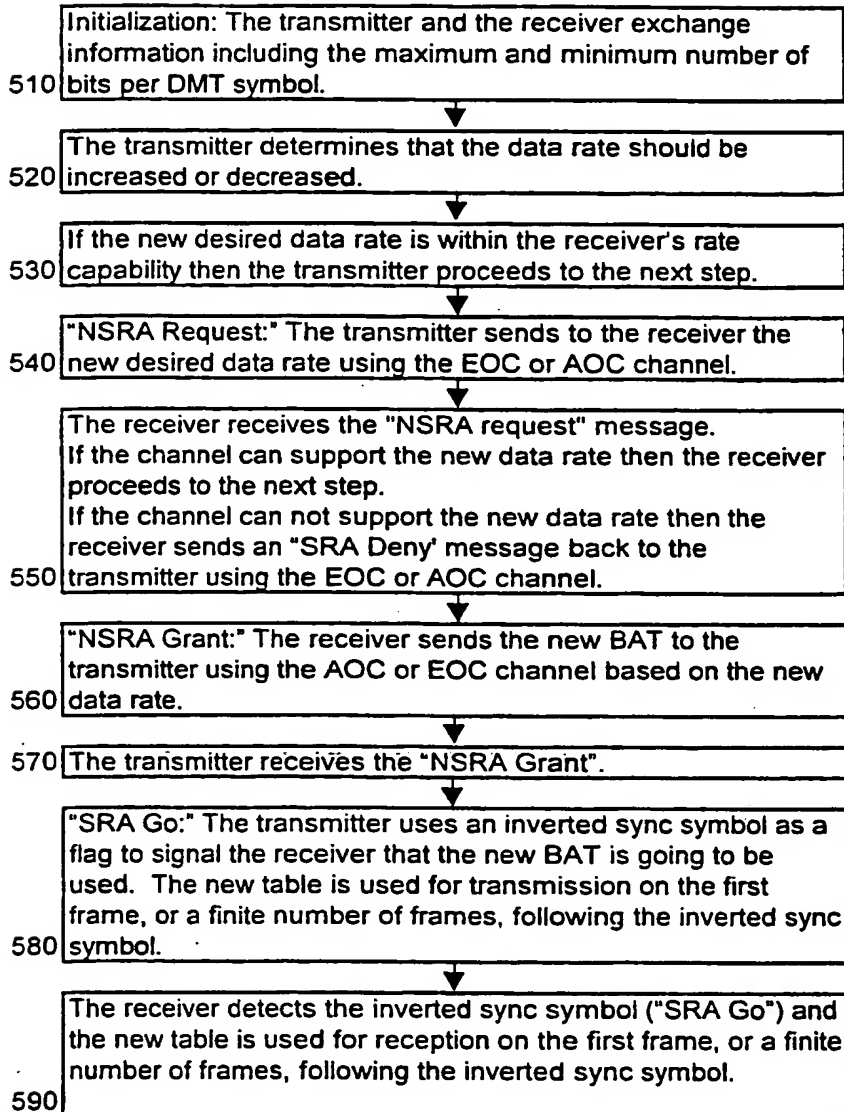 Initialization: The transmitter and the receiver exchange
information including the maximum and minimum number of
510 bits per DMT symbol.
The transmitter determines that the data rate should be
520 increased or decreased.
If the new desired data rate is within the receiver's rate
530 capability then the transmitter proceeds to the next step.
"NSRA Request:" The transmitter sends to the receiver the
540 new desired data rate using the EOC or AOC channel.
The receiver receives the "NSRA request" message.
If the channel can support the new data rate then the receiver
proceeds to the next step.
If the channel can not support the new data rate then the
receiver sends an "SRA Deny' message back to the
550 transmitter using the EOC or AOC channel.
"NSRA Grant:" The receiver sends the new BAT to the
transmitter using the AOC or EOC channel based on the new
560 data rate.
570 The transmitter receives the "NSRA Grant".
"SRA Go:" The transmitter uses an inverted sync symbol as a
flag to signal the receiver that the new BAT is going to be
used. The new table is used for transmission on the first
frame, or a finite number of frames, following the inverted sync
580 symbol.
The receiver detects the inverted sync symbol ("SRA Go") and
the new table is used for reception on the first frame, or a finite
number of frames, following the inverted sync symbol.
590